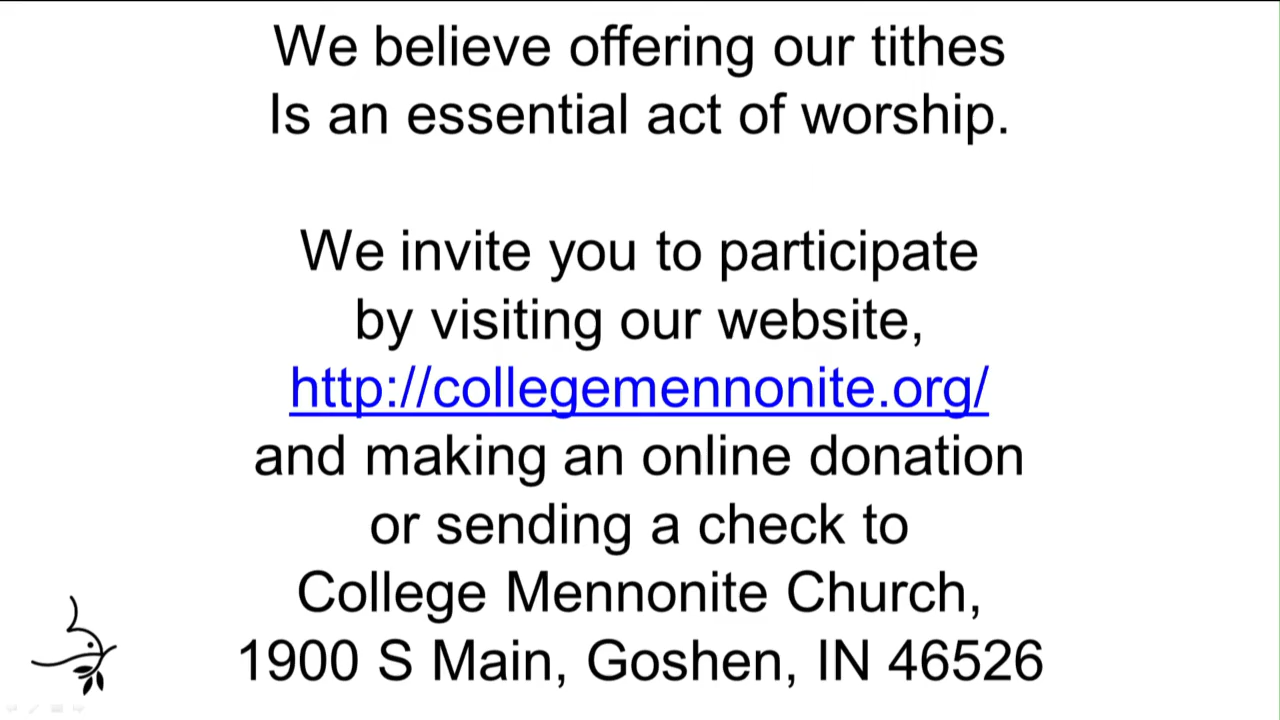 We believe offering our tithes
Is an essential act of worship.
We invite you to participate
by visiting our website,
http://collegemennonite.org/
and making an online donation
or sending a check to
College Mennonite Church,
1900 S Main, Goshen, IN 46526